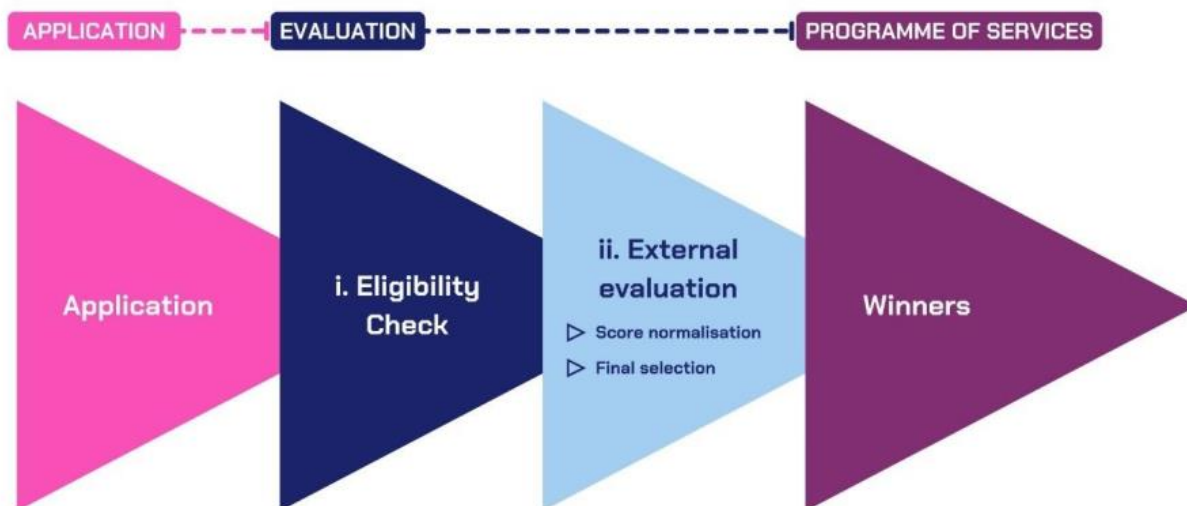 APPLICATION
EVALUATION
PROGRAMME OF SERVICES
Application
i. Eligibility
Check
ii. External
evaluation
Score normalisation
Final selection
Winners